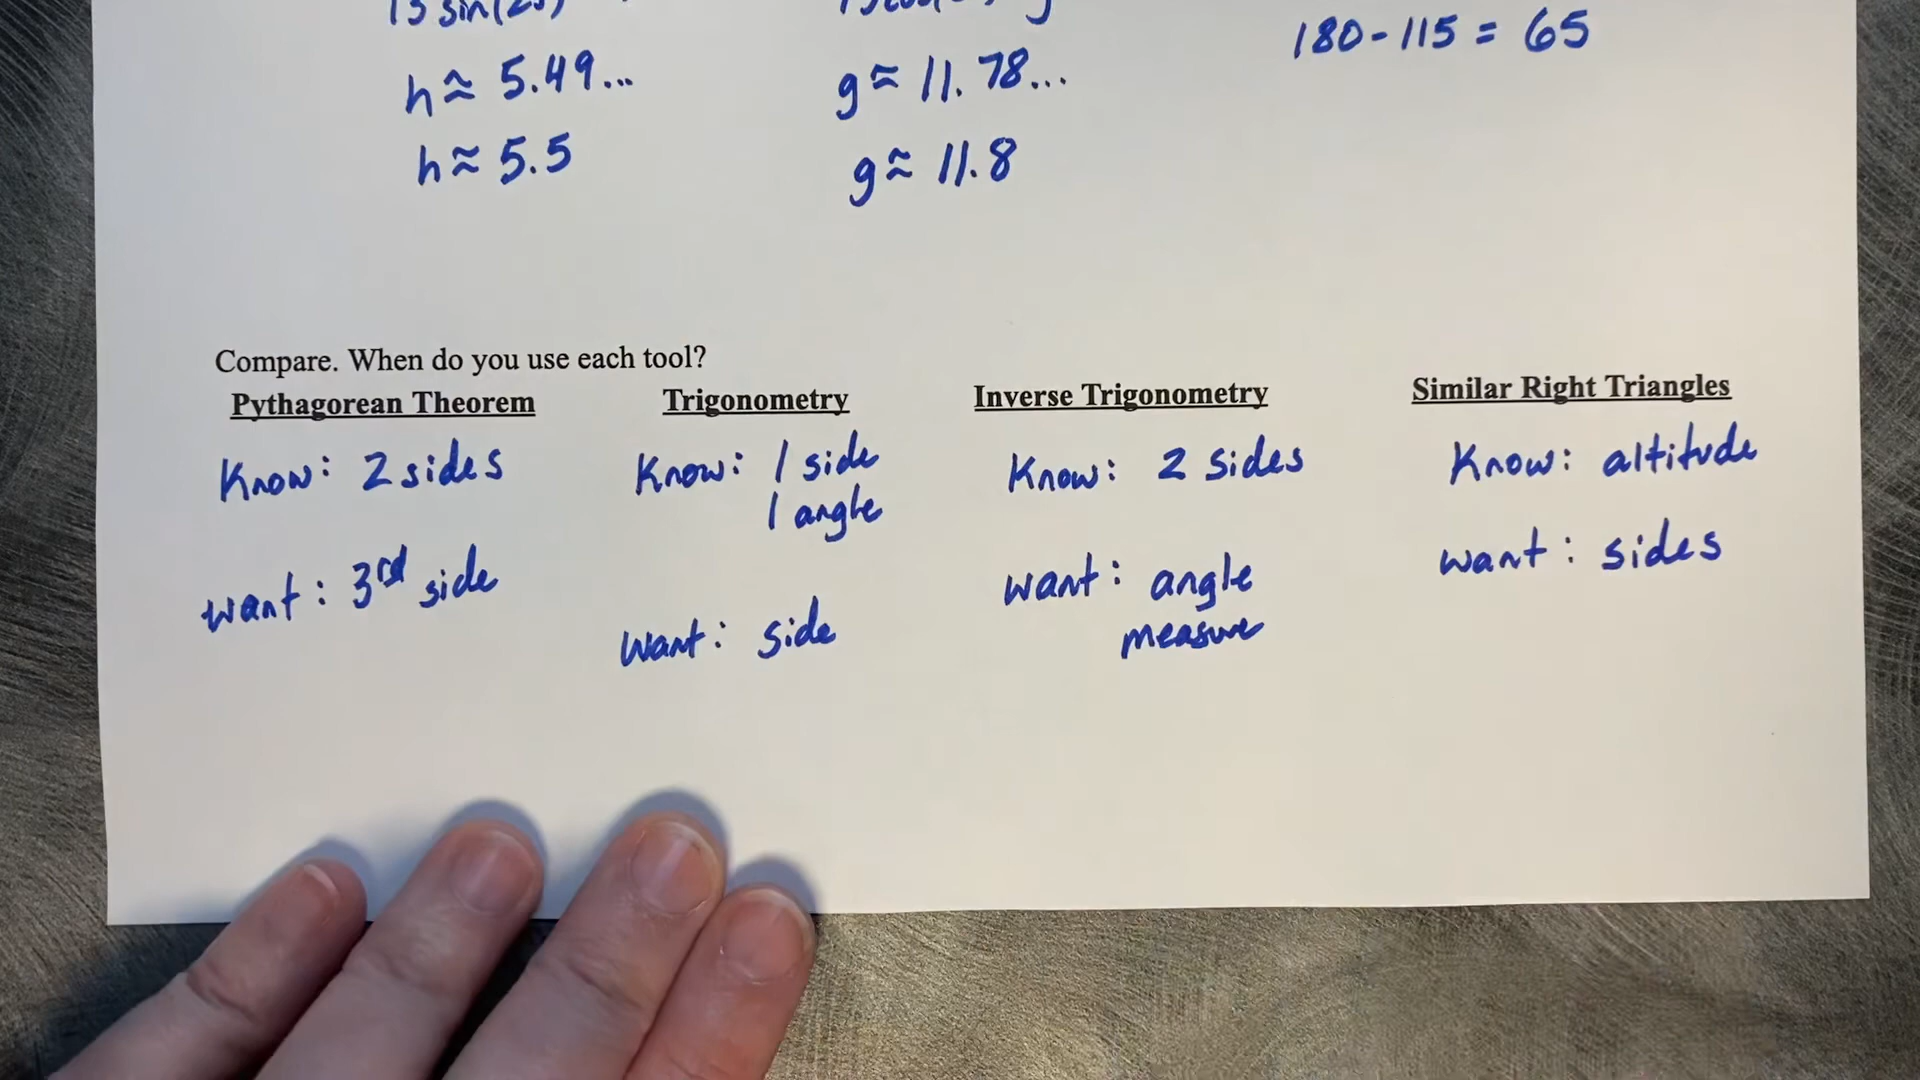 180-115 = 65
h ≈ 5.49...
g ≈ 11.78...
h ≈ 5.5
g ≈ 11.8
Compare. When do you use each tool?
Pythagorean Theorem
Know: 2 sides
want: 3rd side
Trigonometry
Know: 1 side
1 angle
want: side
Inverse Trigonometry
Know: 2 sides
want: angle
measure
Similar Right Triangles
Know: altitude
want: sides